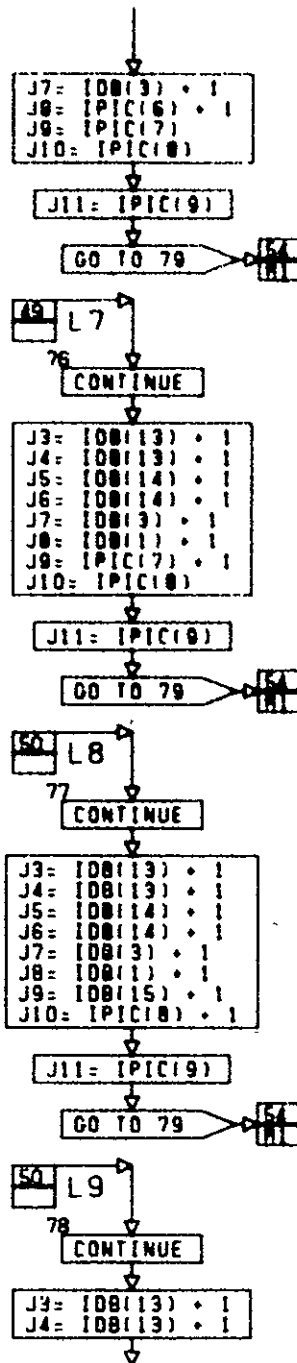 J7= IDB(3) + 1
J8= IPIC(6) + 1
J9= IPIC(7)
J10= IPIC(8)
J11= IPIC(9)
GO TO 79
54
M1
49
L7
76
CONTINUE
J3= IDB(13) + 1
J4= IDB(13) + 1
J5= IDB(14) + 1
J6= IDB(14) + 1
J7= IDB(3) + 1
J8= IDB(1) + 1
J9= IPIC(7) + 1
J10= IPIC(8)
J11= IPIC(9)
GO TO 79
54
M1
50
L8
77
CONTINUE
J3= IDB(13) + 1
J4= IDB(13) + 1
J5= IDB(14) + 1
J6= IDB(14) + 1
J7= IDB(3) + 1
J8= IDB(1) + 1
J9= IDB(15) + 1
J10= IPIC(8) + 1
J11= IPIC(9)
GO TO 79
54
M1
50
L9
78
CONTINUE
J3= IDB(13) + 1
J4= IDB(13) + 1